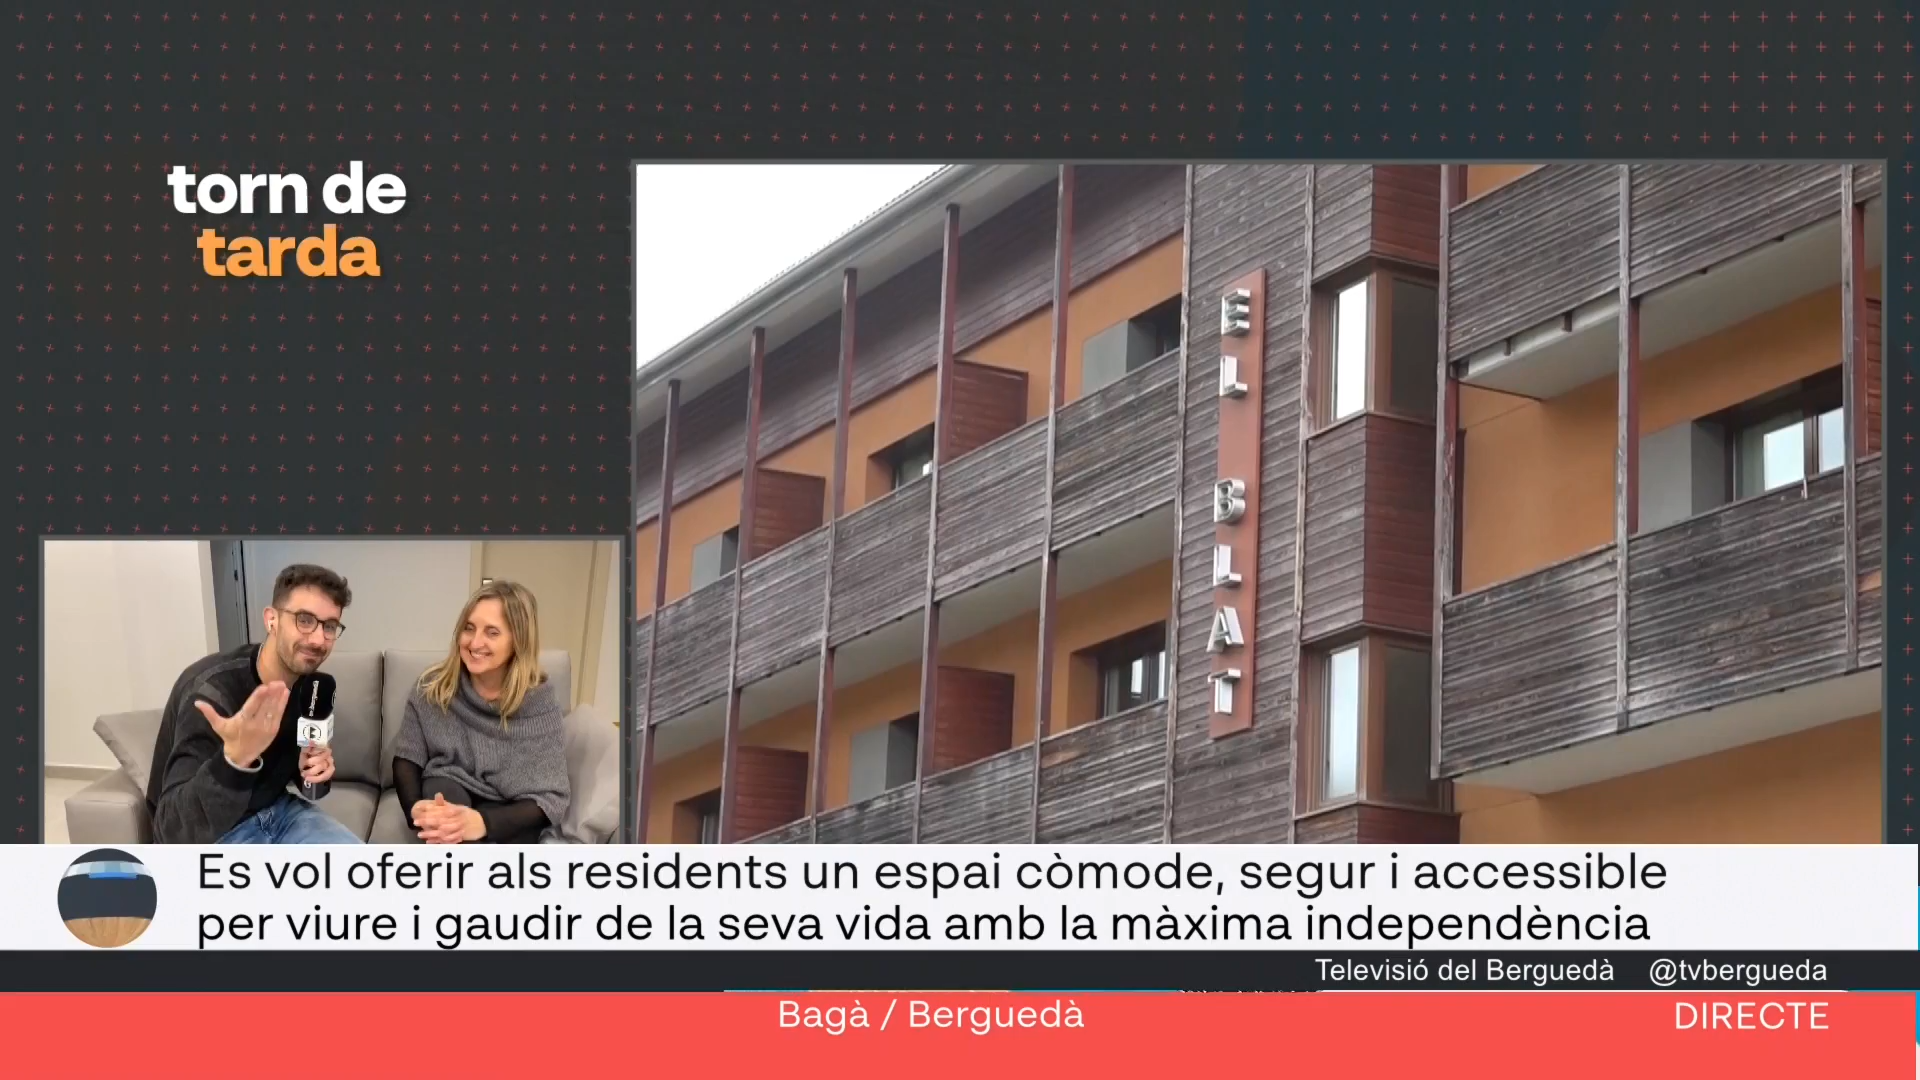 torn de
tarda
EL BLAT
Es vol oferir als residents un espai còmode, segur i accessible
per viure i gaudir de la seva vida amb la màxima independència
Televisió del Berguedà @tvbergueda
Bagà / Berguedà
DIRECTE